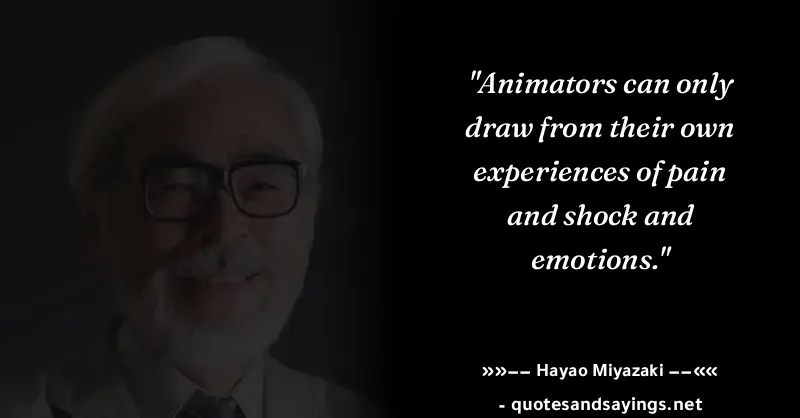 "Animators can only
draw from their own
experiences of pain
and shock and
emotions."
»»−− Hayao Miyazaki −−««
- quotesandsayings.net